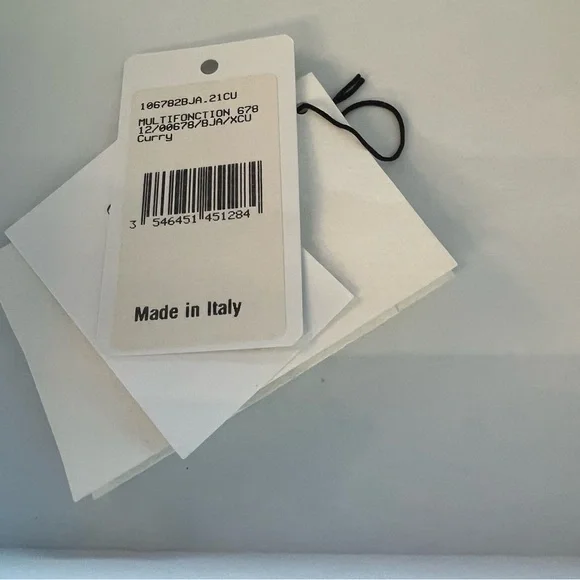 106782BJA.21CU
MULTIFONCTION 678
12/00678/BJA/XCU
Curry
3 546451 451284
Made in Italy